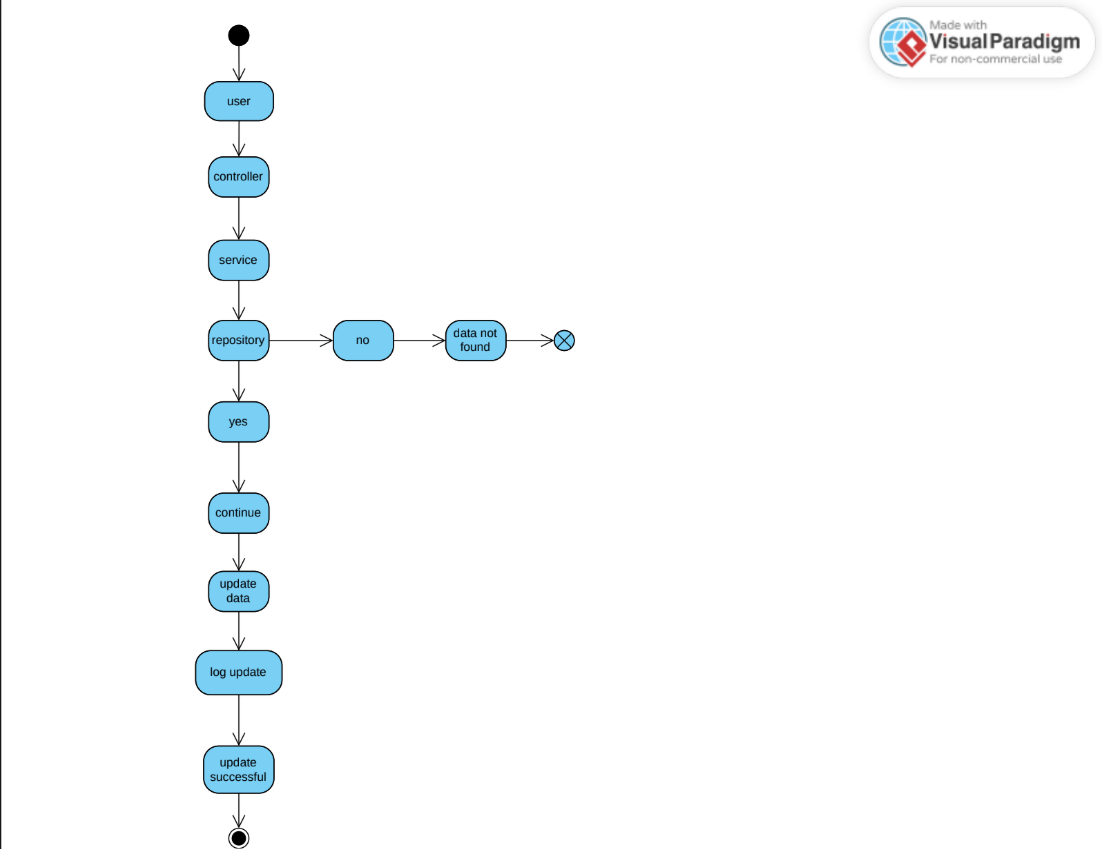 Made with
Visual Paradigm
For non-commercial use
user
controller
service
repository
no
data not
found
yes
continue
update
data
log update
update
successful